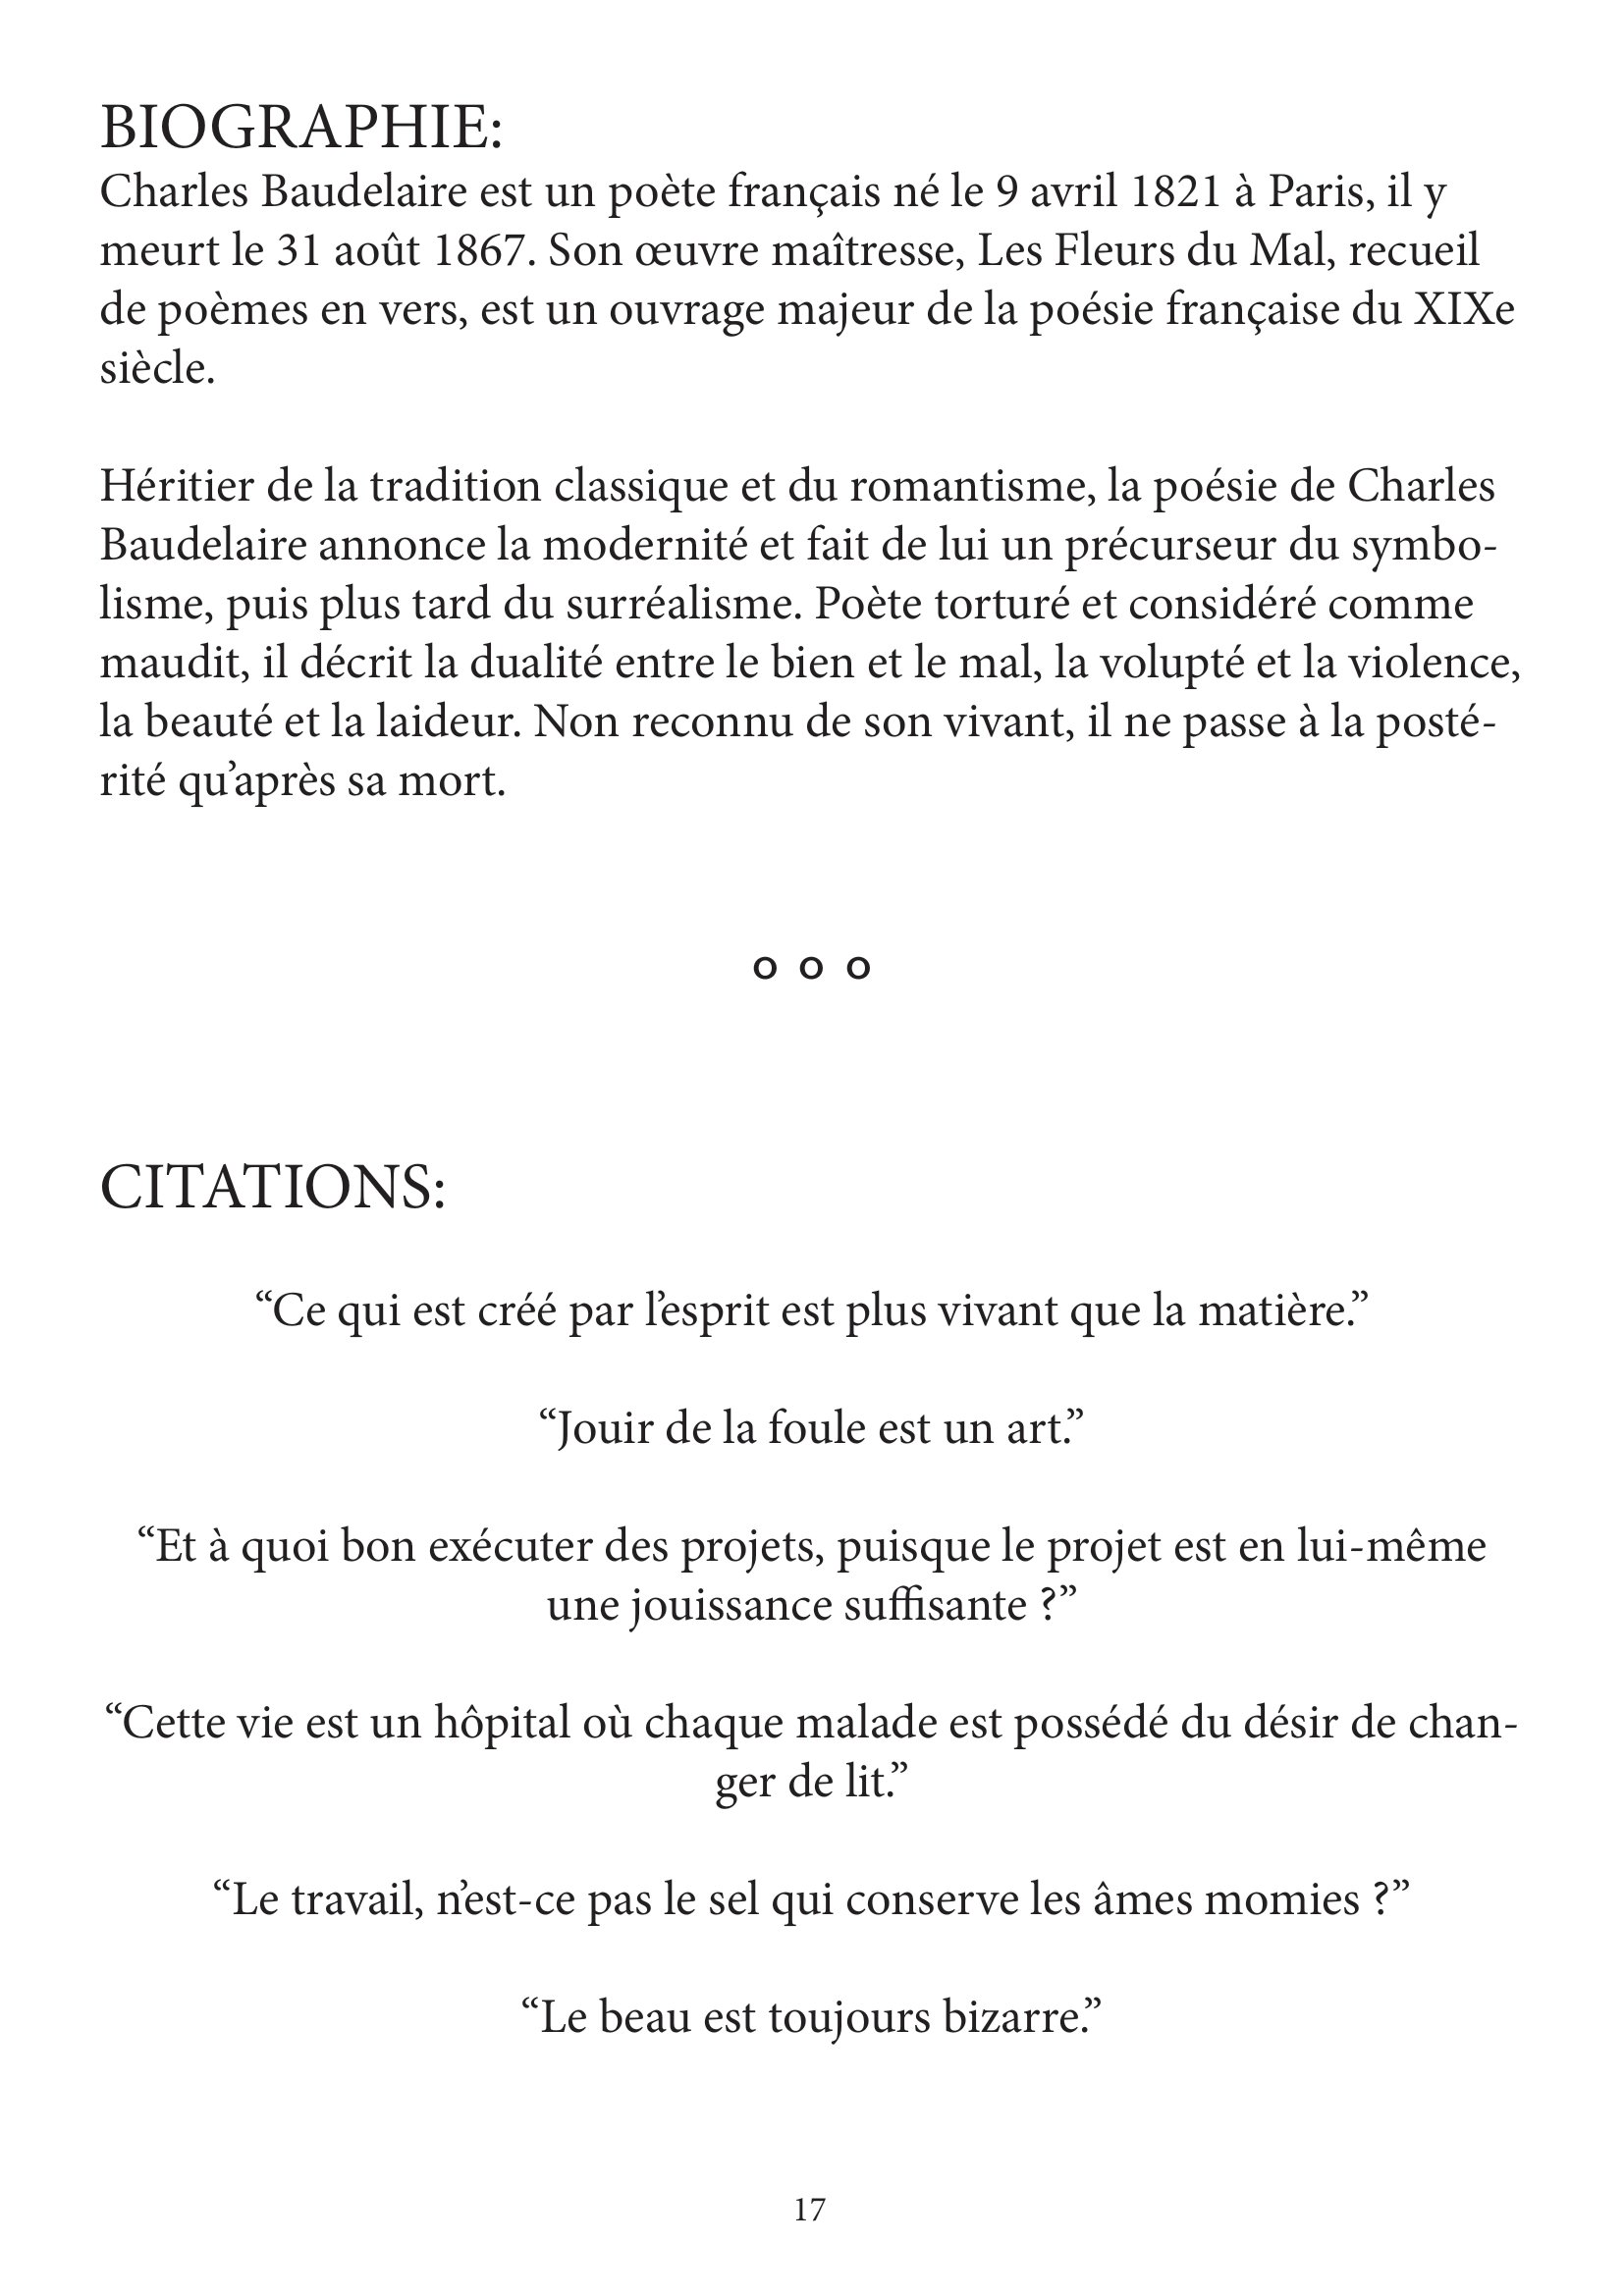 BIOGRAPHIE:
Charles Baudelaire est un poète français né le 9 avril 1821 à Paris, il y
meurt le 31 août 1867. Son œuvre maîtresse, Les Fleurs du Mal, recueil
de poèmes en vers, est un ouvrage majeur de la poésie française du XIXe
siècle.
Héritier de la tradition classique et du romantisme, la poésie de Charles
Baudelaire annonce la modernité et fait de lui un précurseur du symbo-
lisme, puis plus tard du surréalisme. Poète torturé et considéré comme
maudit, il décrit la dualité entre le bien et le mal, la volupté et la violence,
la beauté et la laideur. Non reconnu de son vivant, il ne passe à la posté-
rité qu’après sa mort.
° ° °
CITATIONS:
“Ce qui est créé par l’esprit est plus vivant que la matière.”
“Jouir de la foule est un art.”
“Et à quoi bon exécuter des projets, puisque le projet est en lui-même
une jouissance suffisante ?”
“Cette vie est un hôpital où chaque malade est possédé du désir de chan-
ger de lit.”
“Le travail, n’est-ce pas le sel qui conserve les âmes momies ?”
“Le beau est toujours bizarre.”
17